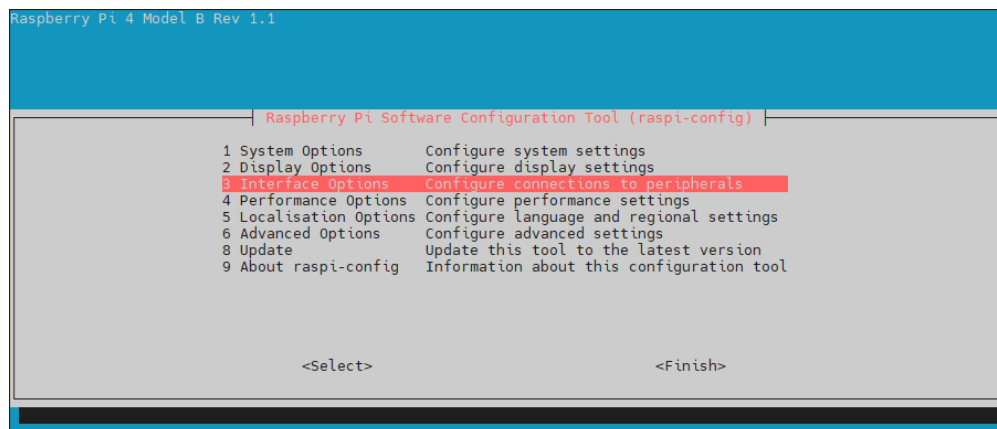 Raspberry Pi 4 Model B Rev 1.1
Raspberry Pi Software Configuration Tool (raspi-config)
1 System Options Configure system settings
2 Display Options Configure display settings
3 Interface Options Configure connections to peripherals
4 Performance Options Configure performance settings
5 Localisation Options Configure language and regional settings
6 Advanced Options Configure advanced settings
8 Update Update this tool to the latest version
9 About raspi-config Information about this configuration tool
<Select> <Finish>